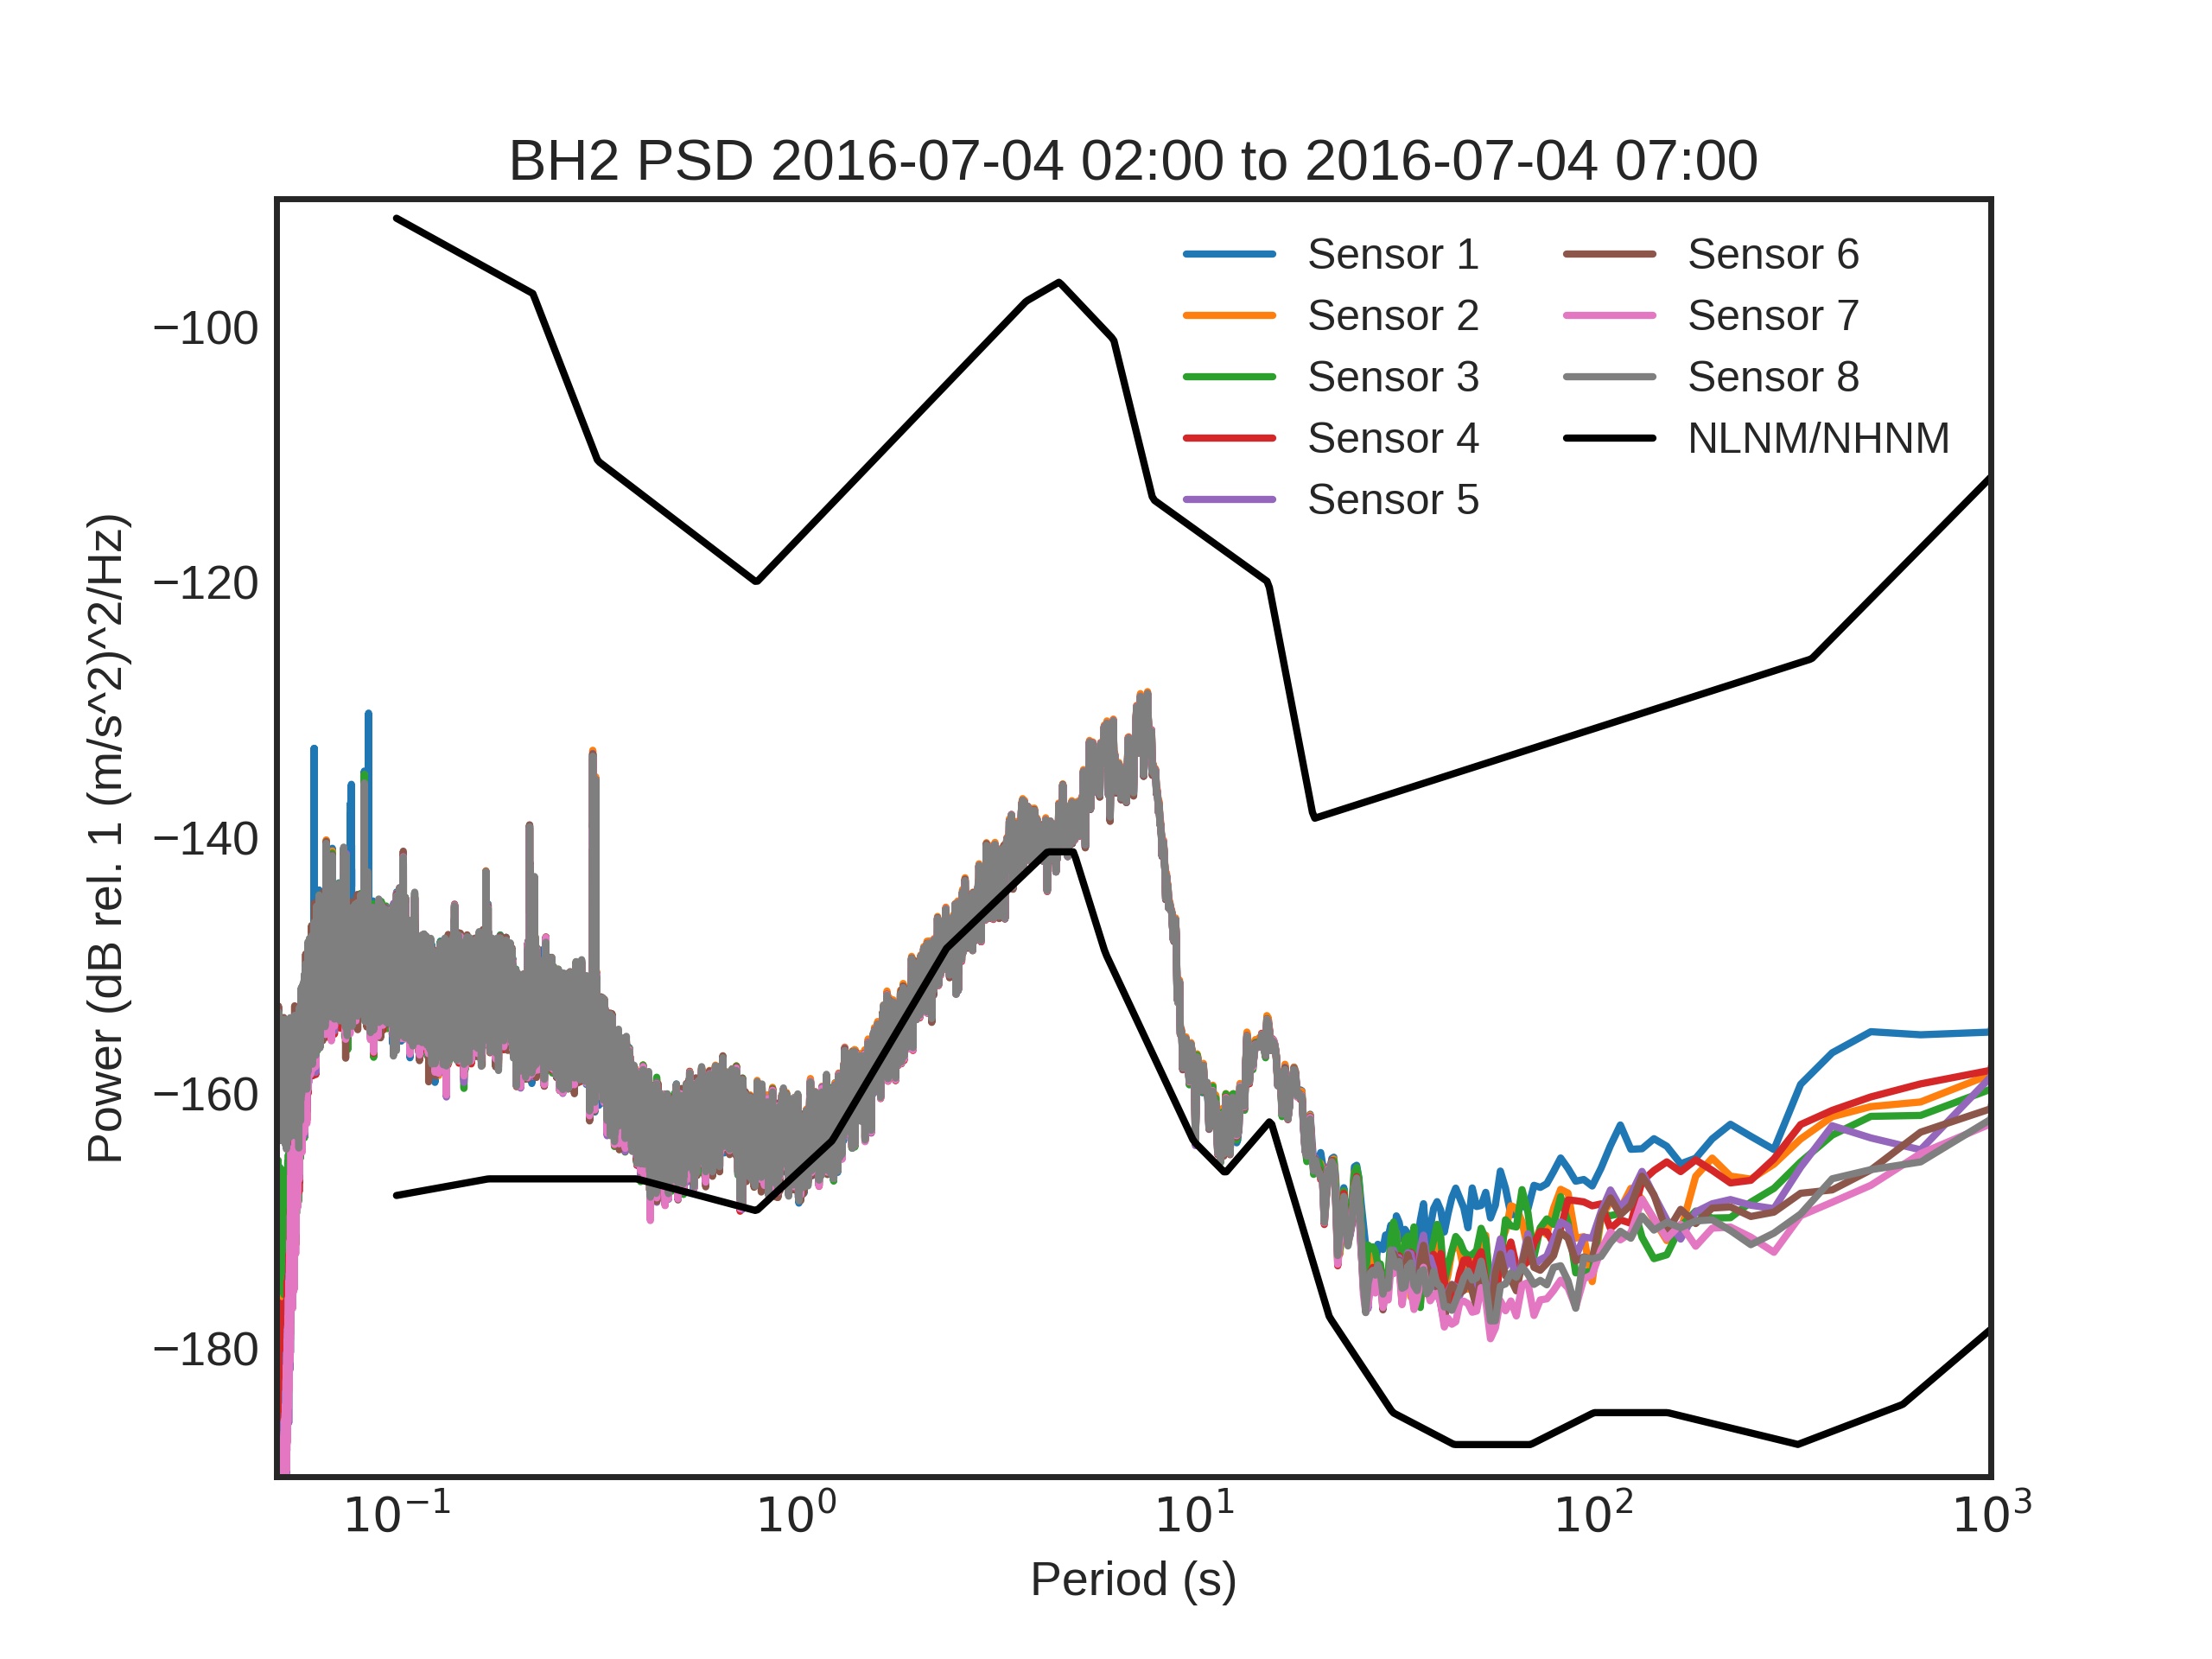 BH2 PSD 2016-07-04 02:00 to 2016-07-04 07:00
Sensor 1
Sensor 2
Sensor 3
Sensor 4
Sensor 5
Sensor 6
Sensor 7
Sensor 8
NLNM/NHNM
Power (dB rel. 1 (m/s^2)^2/Hz)
−100
−120
−140
−160
−180
10⁻¹
10⁰
10¹
10²
10³
Period (s)